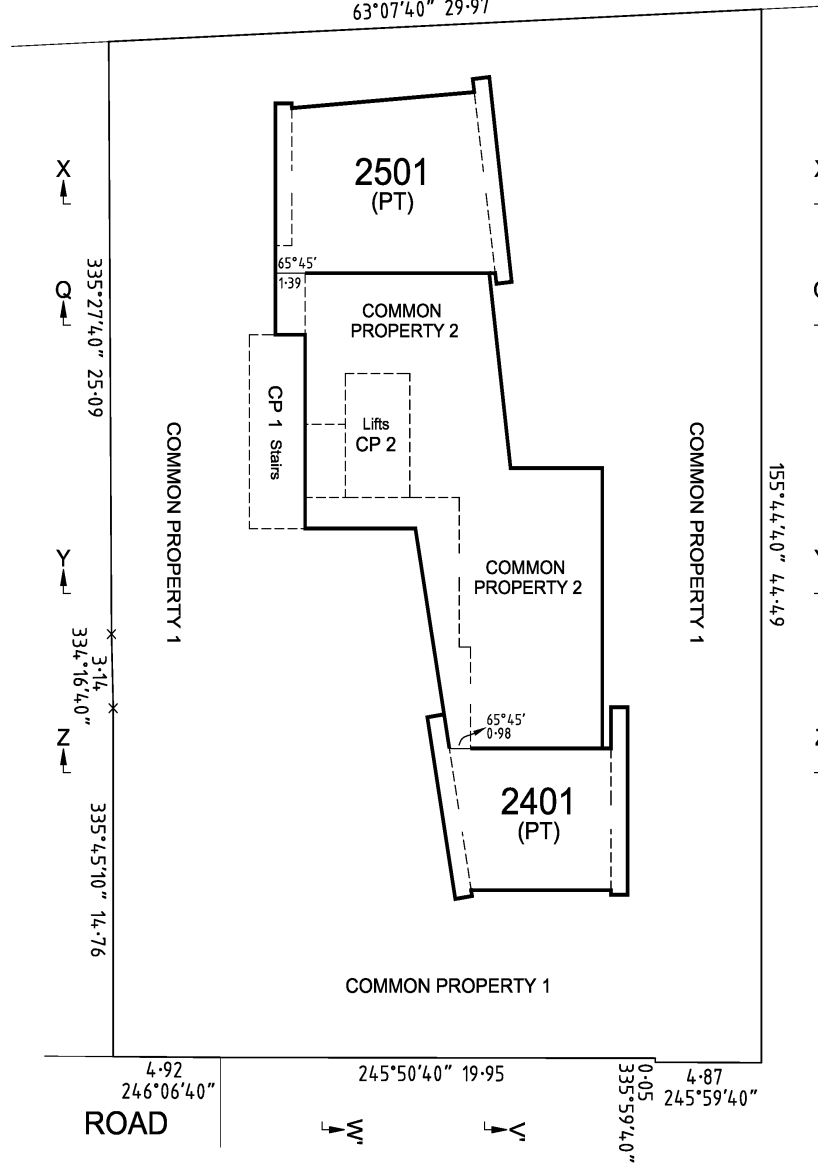 63°07'40" 29·97
X
X
2501
(PT)
65°45'
1·39
Q
335°27'40" 25·09
COMMON
PROPERTY 2
CP 1 Stairs
Lifts
CP 2
COMMON PROPERTY 1
COMMON PROPERTY 1
155°44'40" 44·49
Y
COMMON
PROPERTY 2
3·14
334°16'40"
Z
65°45'
0·98
2401
(PT)
335°45'10" 14·76
COMMON PROPERTY 1
4·92
246°06'40"
245°50'40" 19·95
0·05
335°59'40"
4·87
245°59'40"
ROAD
W'
V'